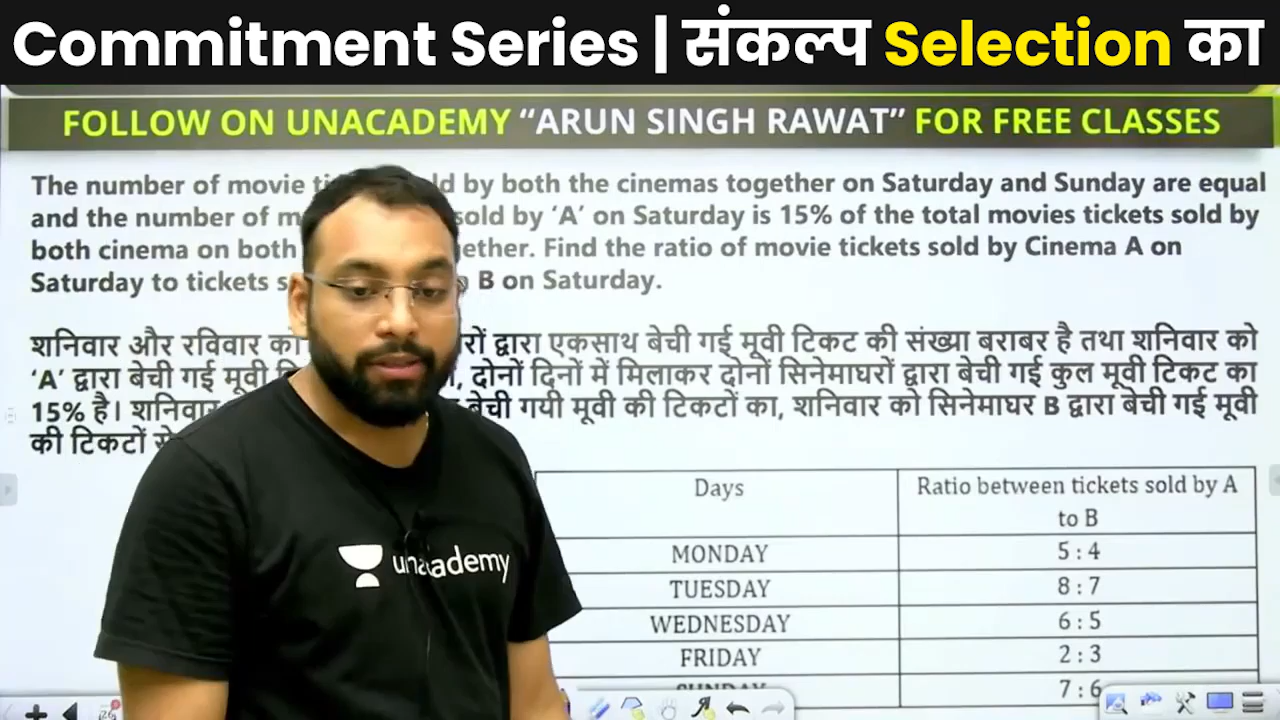 Commitment Series | संकल्प Selection का
FOLLOW ON UNACADEMY “ARUN SINGH RAWAT” FOR FREE CLASSES
The number of movie by both the cinemas together on Saturday and Sunday are equal
and the number of sold by ‘A’ on Saturday is 15% of the total movies tickets sold by
both cinema on both Find the ratio of movie tickets sold by Cinema A on
Saturday to tickets B on Saturday.
शनिवार और रविवार द्वारा एकसाथ बेची गई मूवी टिकट की संख्या बराबर है तथा शनिवार को
‘A’ द्वारा बेची गई मूवी दोनों दिनों में मिलाकर दोनों सिनेमाघरों द्वारा बेची गई कुल मूवी टिकट का
15% है। बेची गयी मूवी की टिकटों का, शनिवार को सिनेमाघर B द्वारा बेची गई मूवी
की टिकटों
Days Ratio between tickets sold by A
to B
MONDAY 5 : 4
TUESDAY 8 : 7
WEDNESDAY 6 : 5
FRIDAY 2 : 3
SUNDAY 7 : 6
unacademy